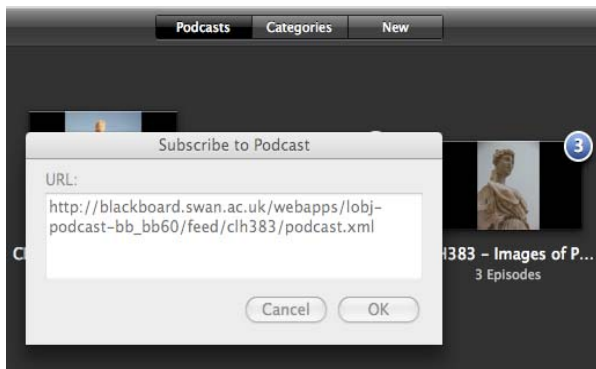 Podcasts Categories New
Subscribe to Podcast
3
URL:
http://blackboard.swan.ac.uk/webapps/lobj-
podcast-bb_bb60/feed/clh383/podcast.xml
383 – Images of P...
3 Episodes
Cancel OK